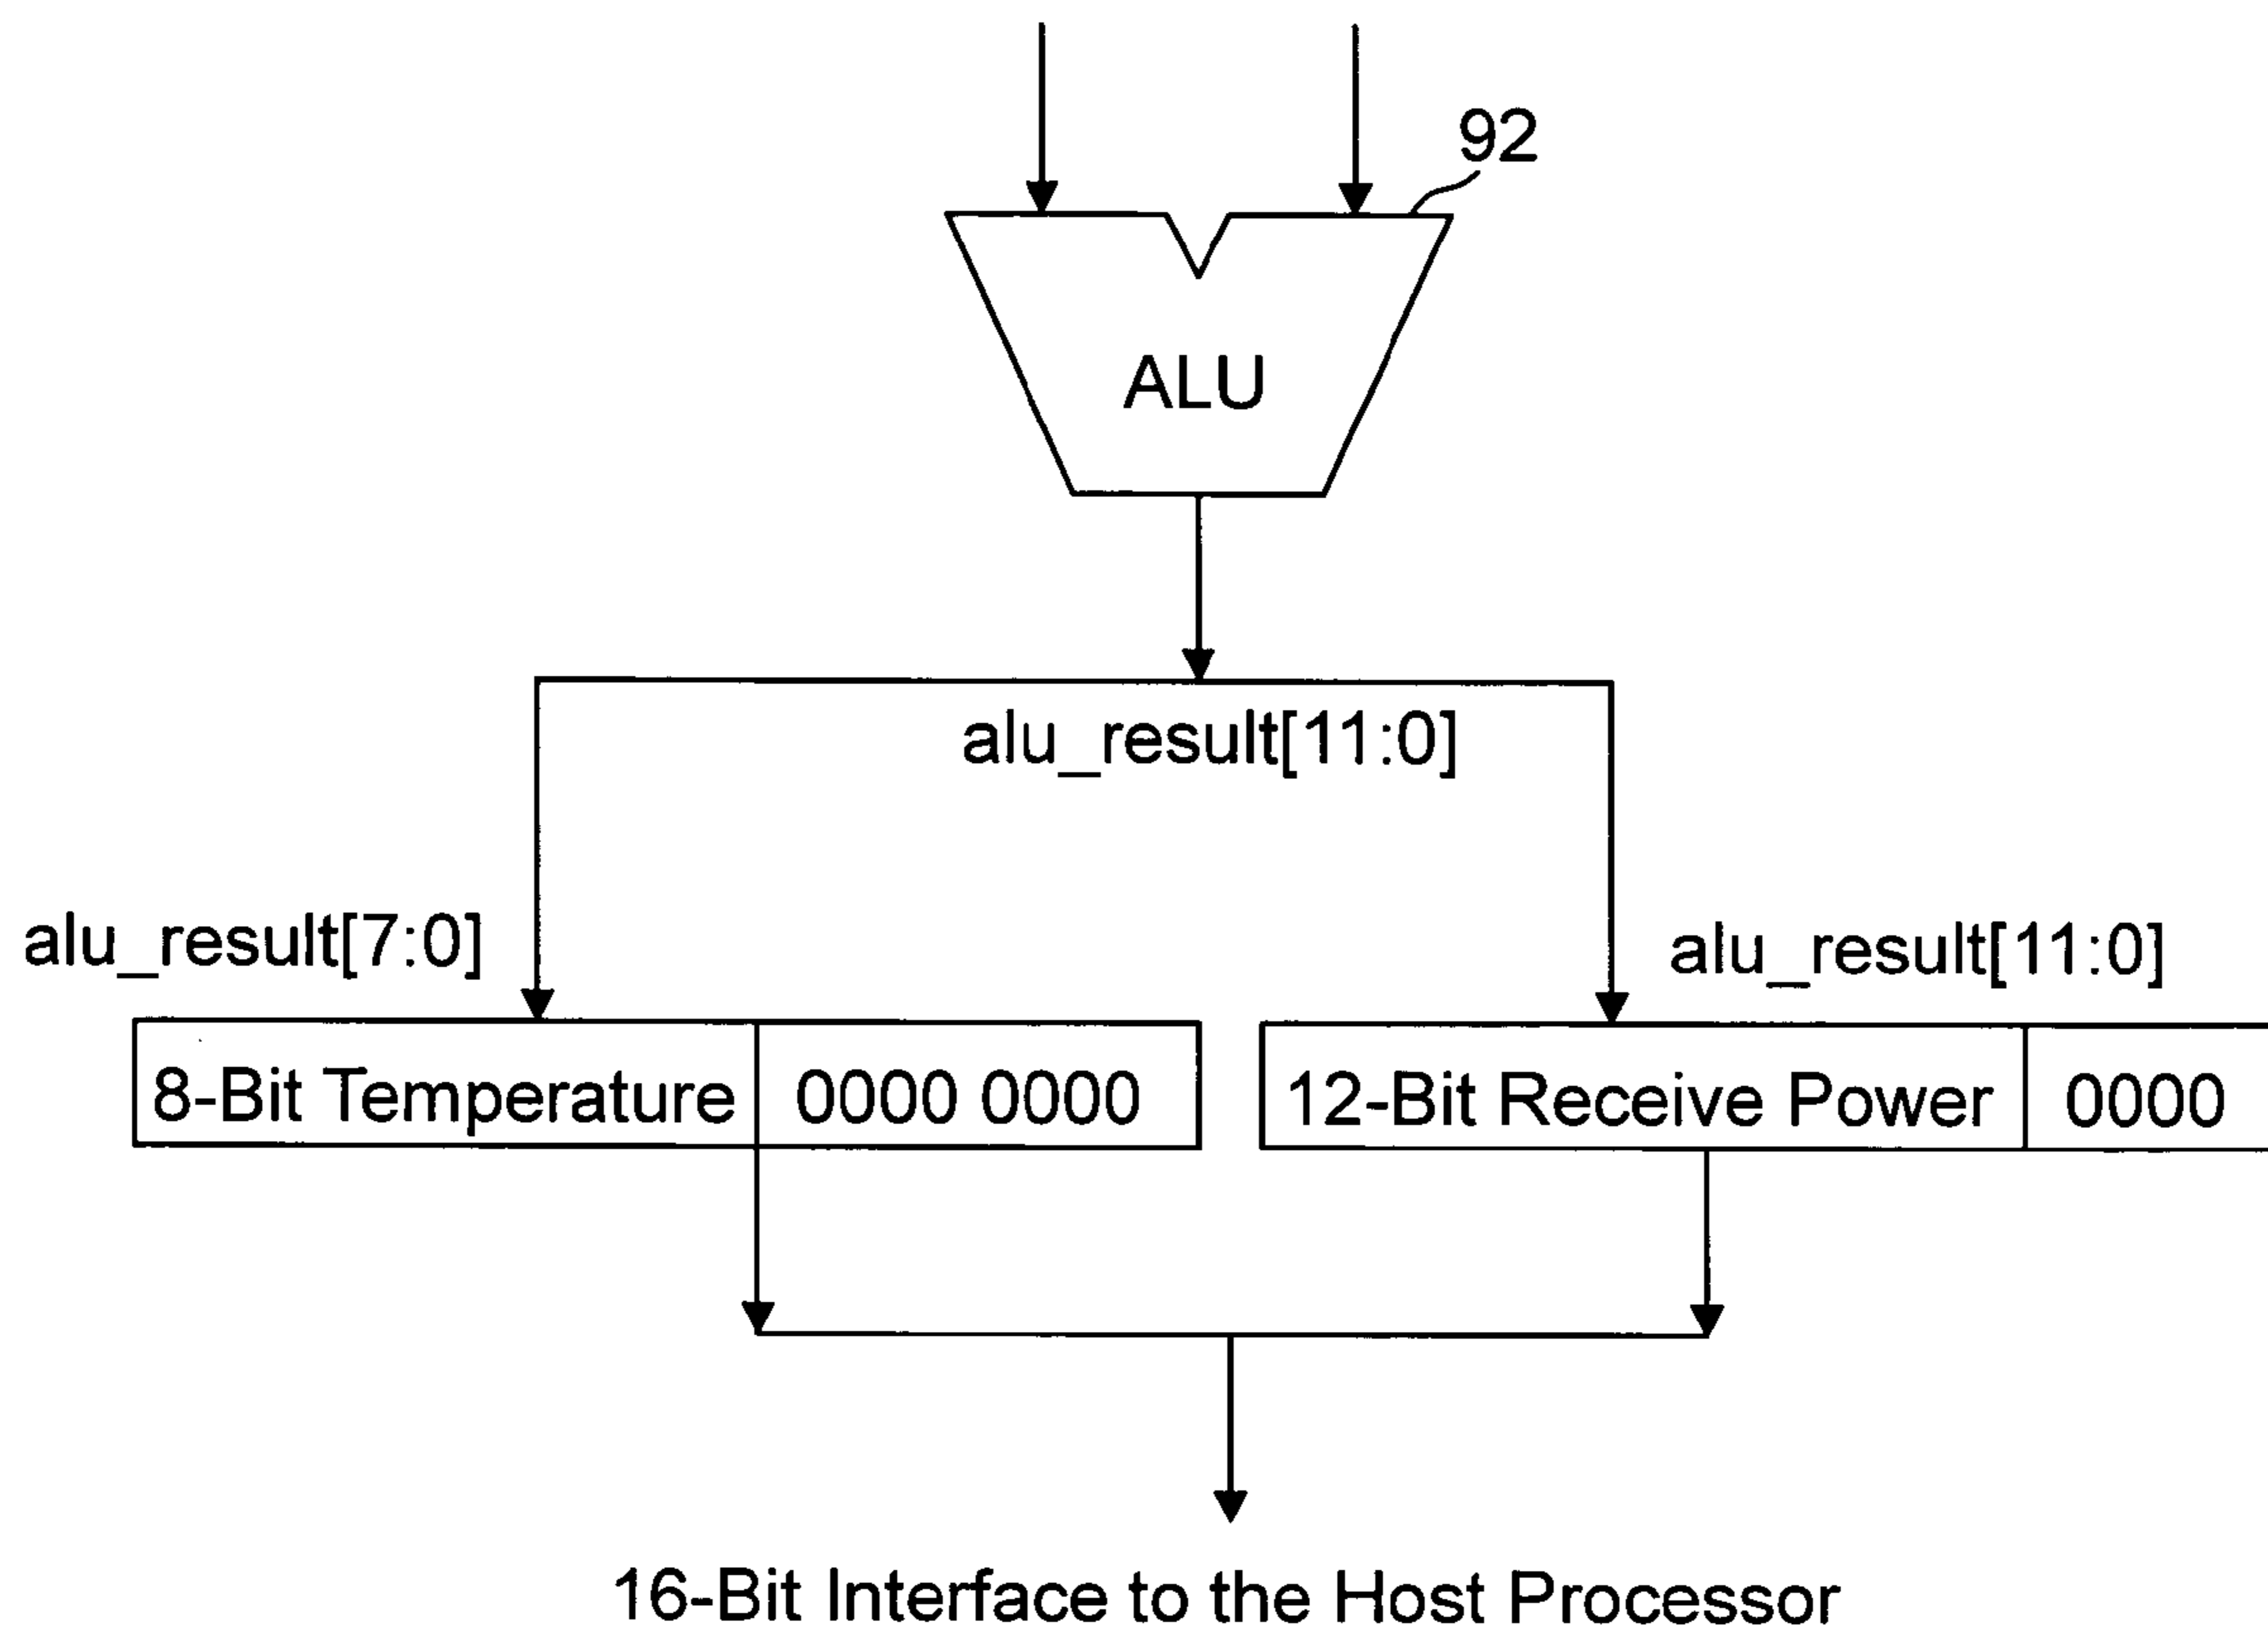 92
ALU
alu_result[11:0]
alu_result[7:0]
alu_result[11:0]
8-Bit Temperature 0000 0000 12-Bit Receive Power 0000
16-Bit Interface to the Host Processor